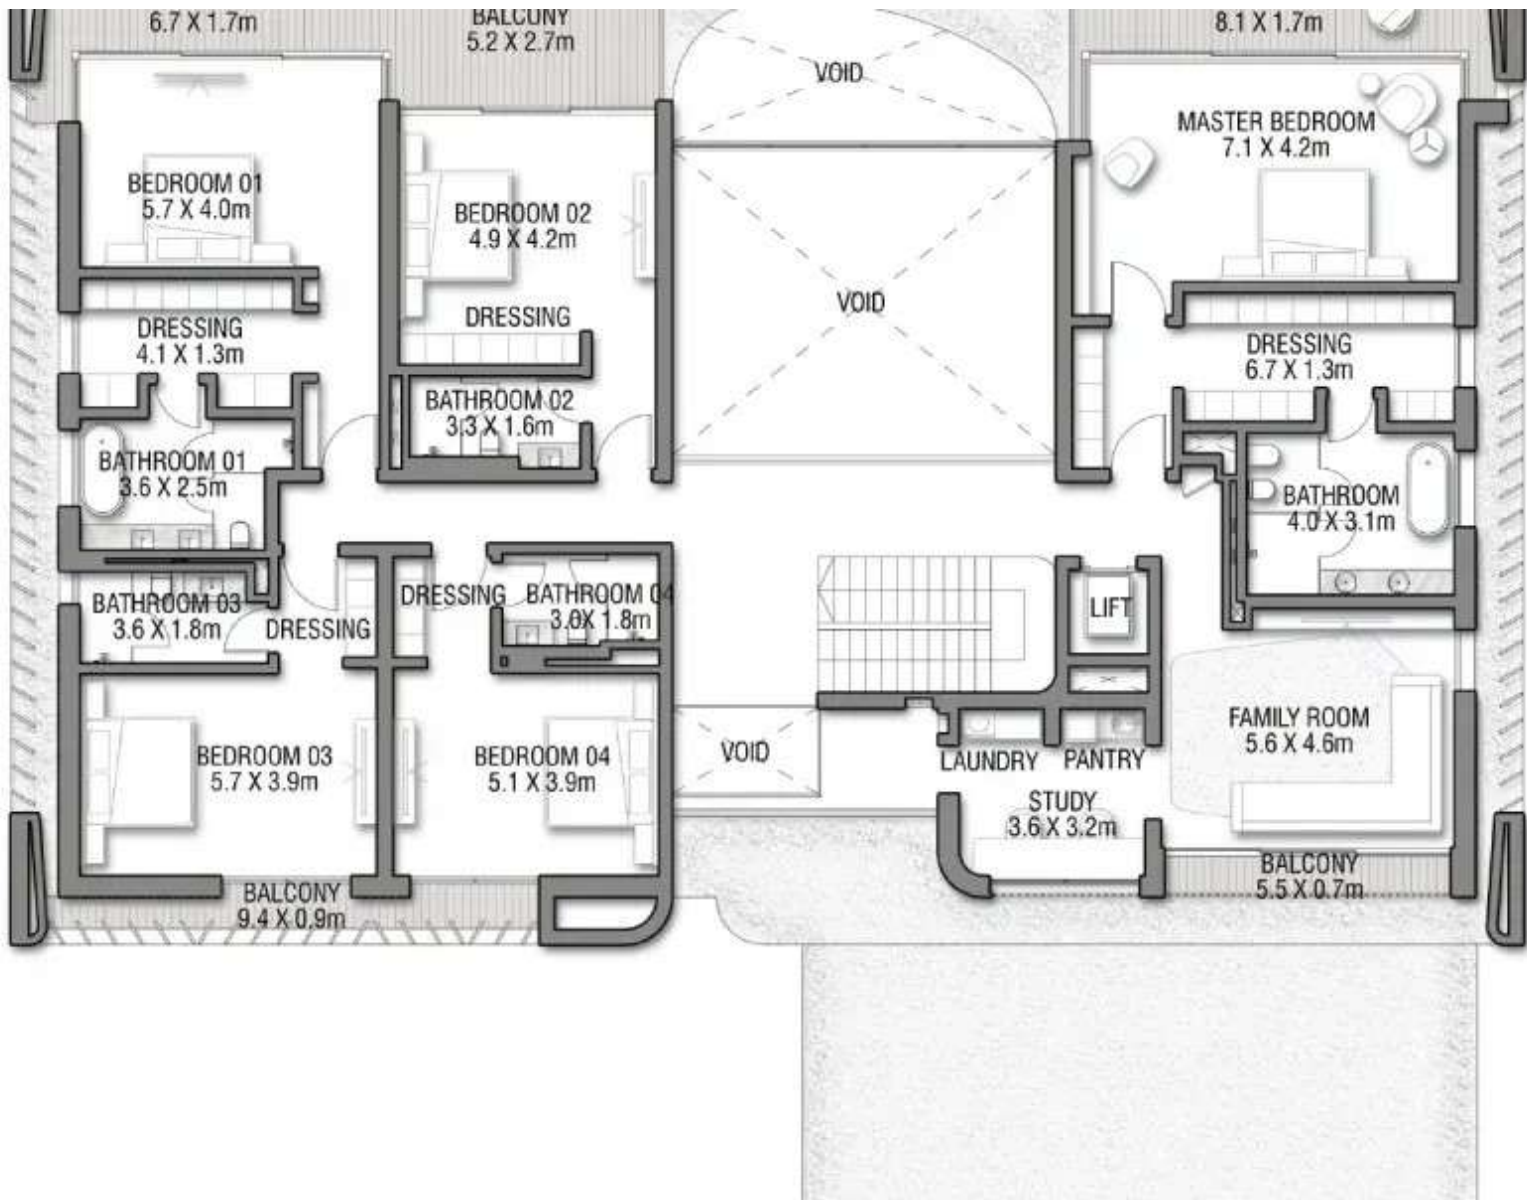 6.7 X 1.7m
BALCONY
5.2 X 2.7m
8.1 X 1.7m
VOID
MASTER BEDROOM
7.1 X 4.2m
BEDROOM 01
5.7 X 4.0m
BEDROOM 02
4.9 X 4.2m
VOID
DRESSING
DRESSING
4.1 X 1.3m
DRESSING
6.7 X 1.3m
BATHROOM 02
3.3 X 1.6m
BATHROOM 01
3.6 X 2.5m
BATHROOM
4.0 X 3.1m
BATHROOM 03
3.6 X 1.8m
DRESSING
DRESSING
BATHROOM 04
3.0X 1.8m
LIFT
FAMILY ROOM
5.6 X 4.6m
BEDROOM 03
5.7 X 3.9m
BEDROOM 04
5.1 X 3.9m
VOID
LAUNDRY
PANTRY
STUDY
3.6 X 3.2m
BALCONY
5.5 X 0.7m
BALCONY
9.4 X 0.9m